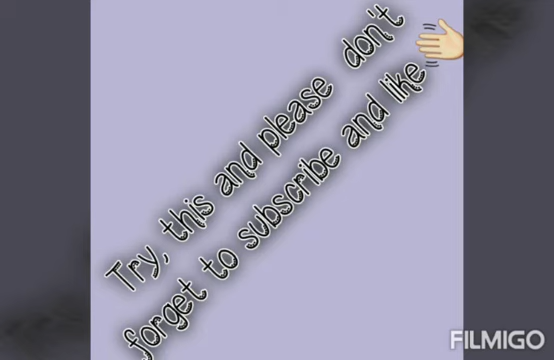 Try, this and please don't
forget to subscribe and like
FILMIGO